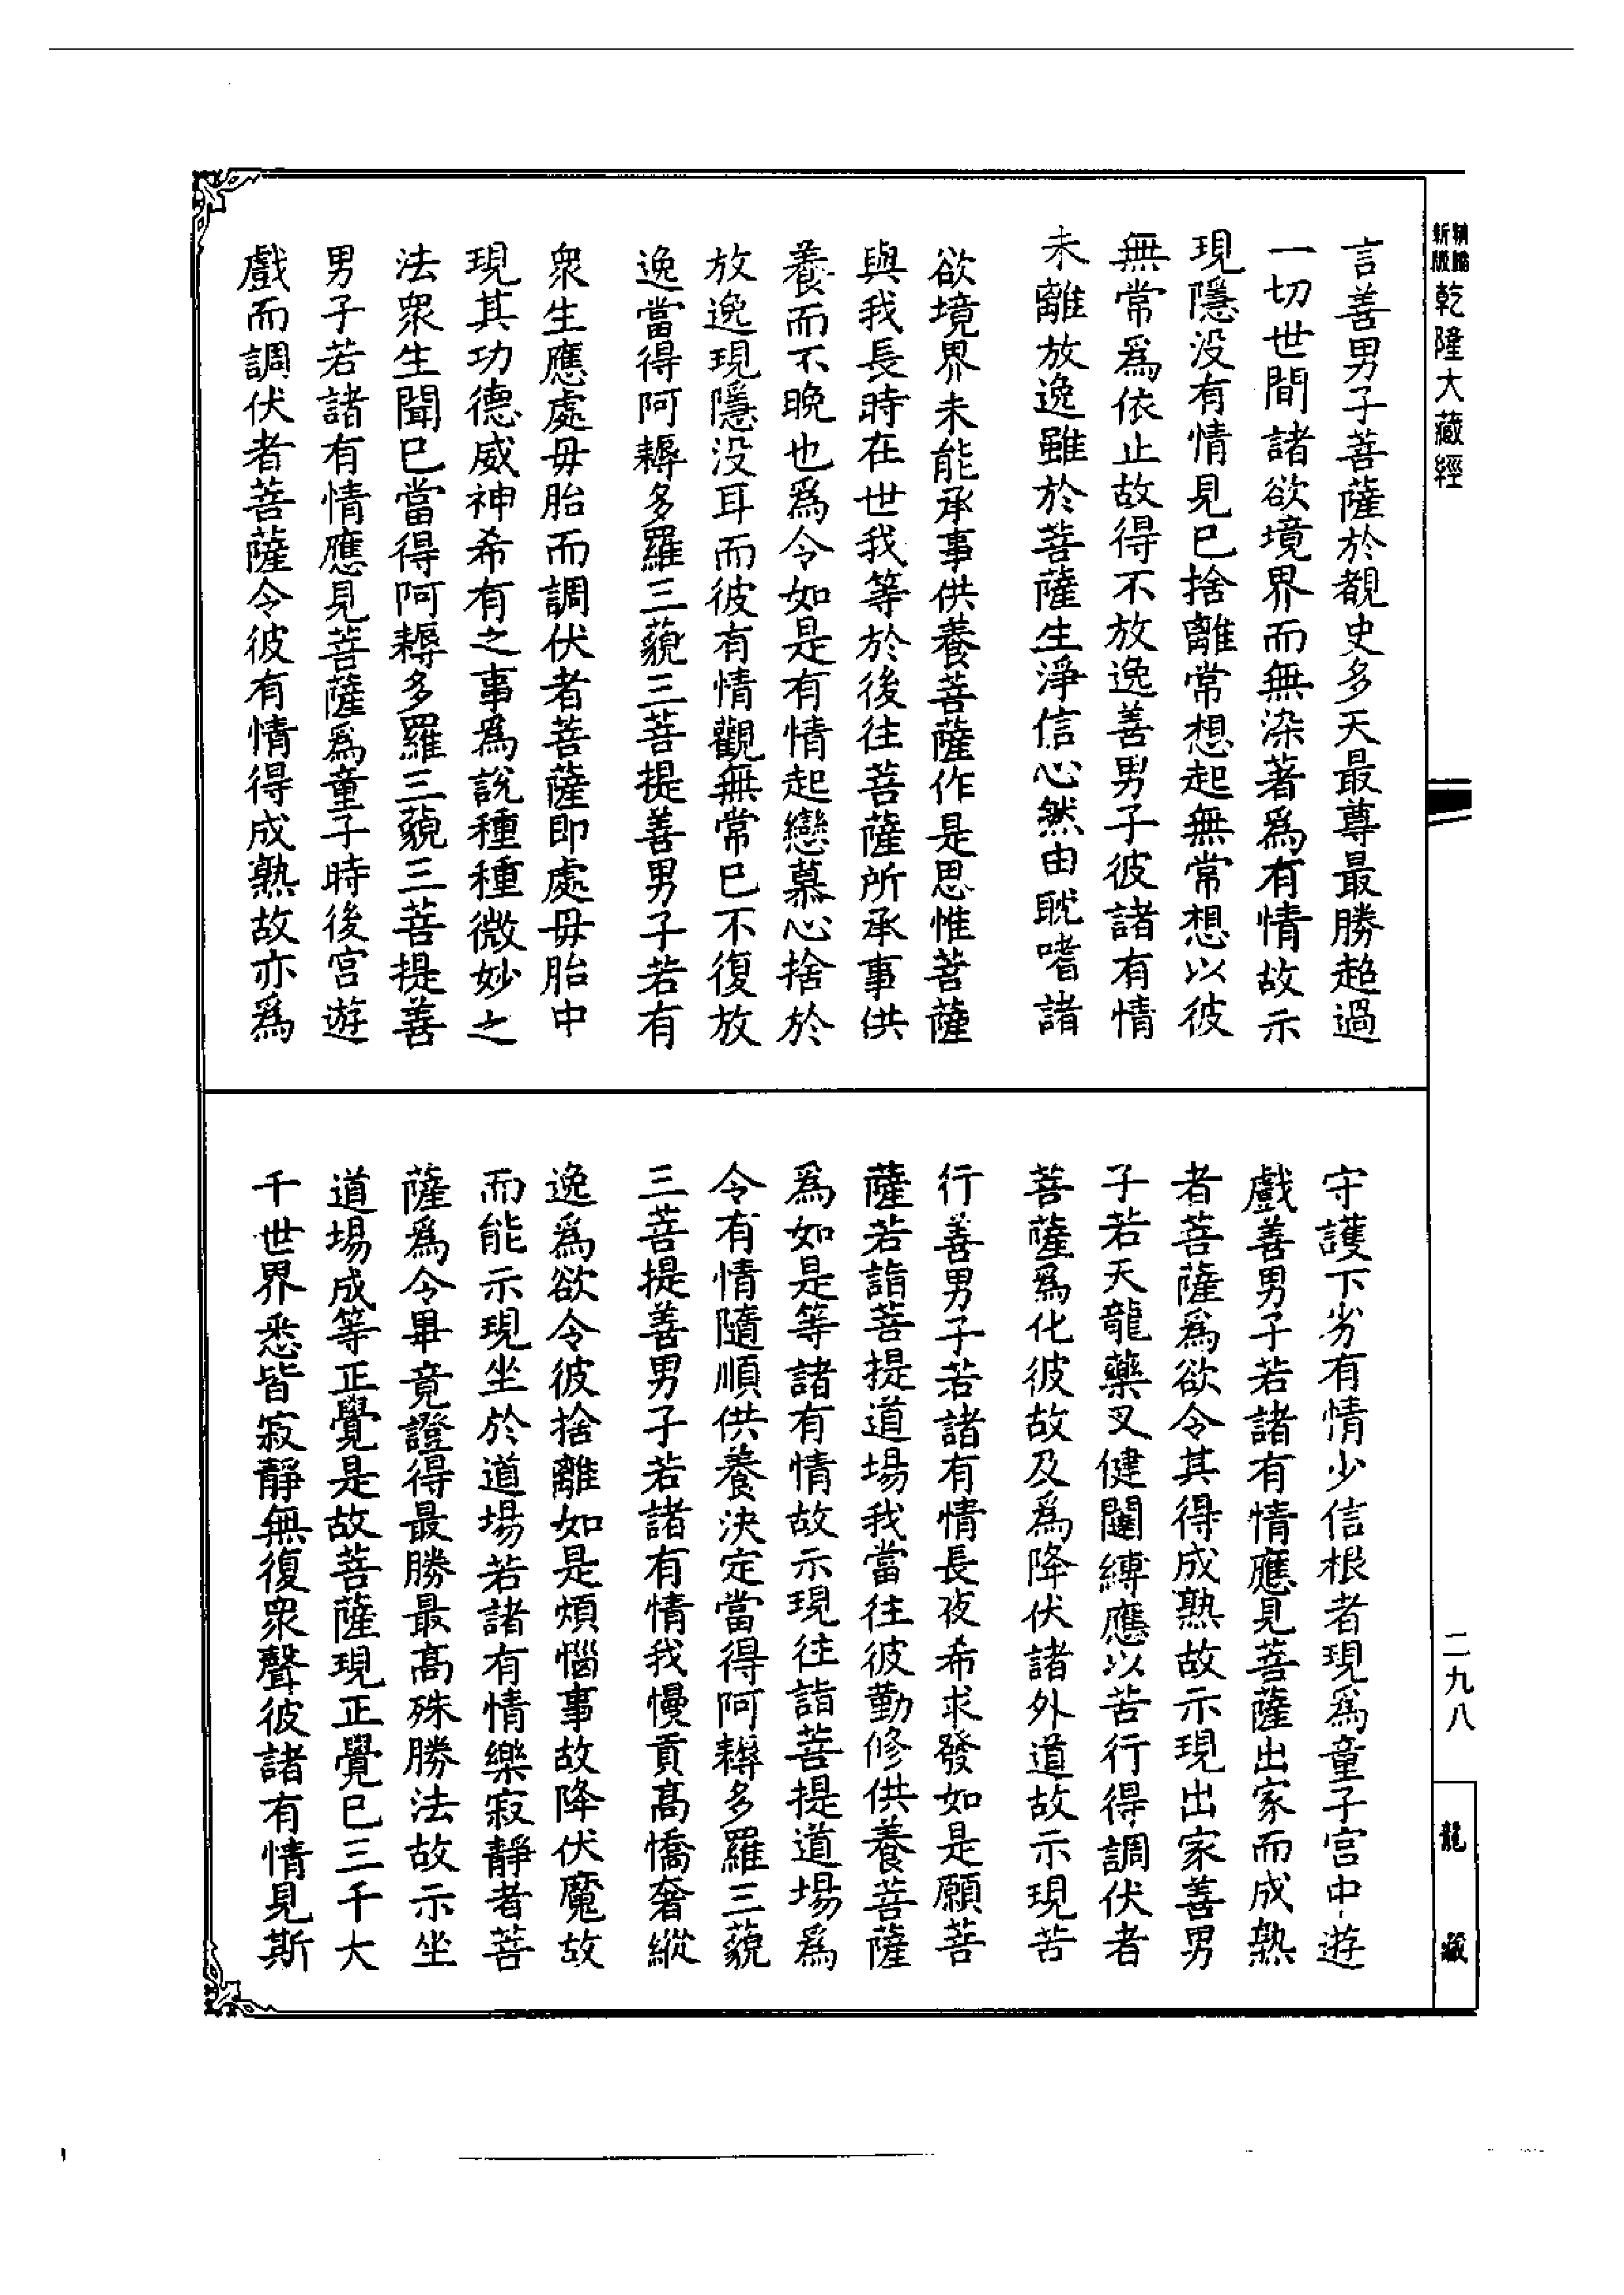 新版精縮乾隆大藏經
言善男子菩薩於覩史多天最尊最勝超過
一切世間諸欲境界而無染著為有情故示
現隱没有情見已捨離常想起無常想以彼
無常為依止故得不放逸善男子彼諸有情
未離放逸雖於菩薩生淨信心然由耽嗜諸
欲境界未能承事供養菩薩作是思惟菩薩
與我長時在世我等於後往菩薩所承事供
養而不晚也為令如是有情起戀慕心捨於
放逸現隱没耳而彼有情觀無常已不復放
逸當得阿耨多羅三藐三菩提善男子若有
衆生應處毋胎而調伏者菩薩即處毋胎中
現其功德威神希有之事為說種種微妙之
法衆生聞已當得阿耨多羅三藐三菩提善
男子若諸有情應見菩薩為童子時後宮遊
戲而調伏者菩薩令彼有情得成熟故亦為
守護下劣有情少信根者現為童子宮中遊
戲善男子若諸有情應見菩薩出家而成熟
者菩薩為欲令其得成熟故示現出家善男
子若天龍藥叉健闥縛應以苦行得調伏者
菩薩為化彼故及為降伏諸外道故示現苦
行善男子若諸有情長夜希求發如是願菩
薩若詣菩提道場我當往彼勤修供養菩薩
為如是等諸有情故示現往詣菩提道場為
令有情隨順供養決定當得阿耨多羅三藐
三菩提善男子若諸有情我慢貢高憍奢縱
逸為欲令彼捨離如是煩惱事故降伏魔故
而能示現坐於道場若諸有情樂寂靜者菩
薩為令畢竟證得最勝最高殊勝法故示坐
道場成等正覺是故菩薩現正覺已三千大
千世界悉皆寂靜無復衆聲彼諸有情見斯
二九八
龍藏